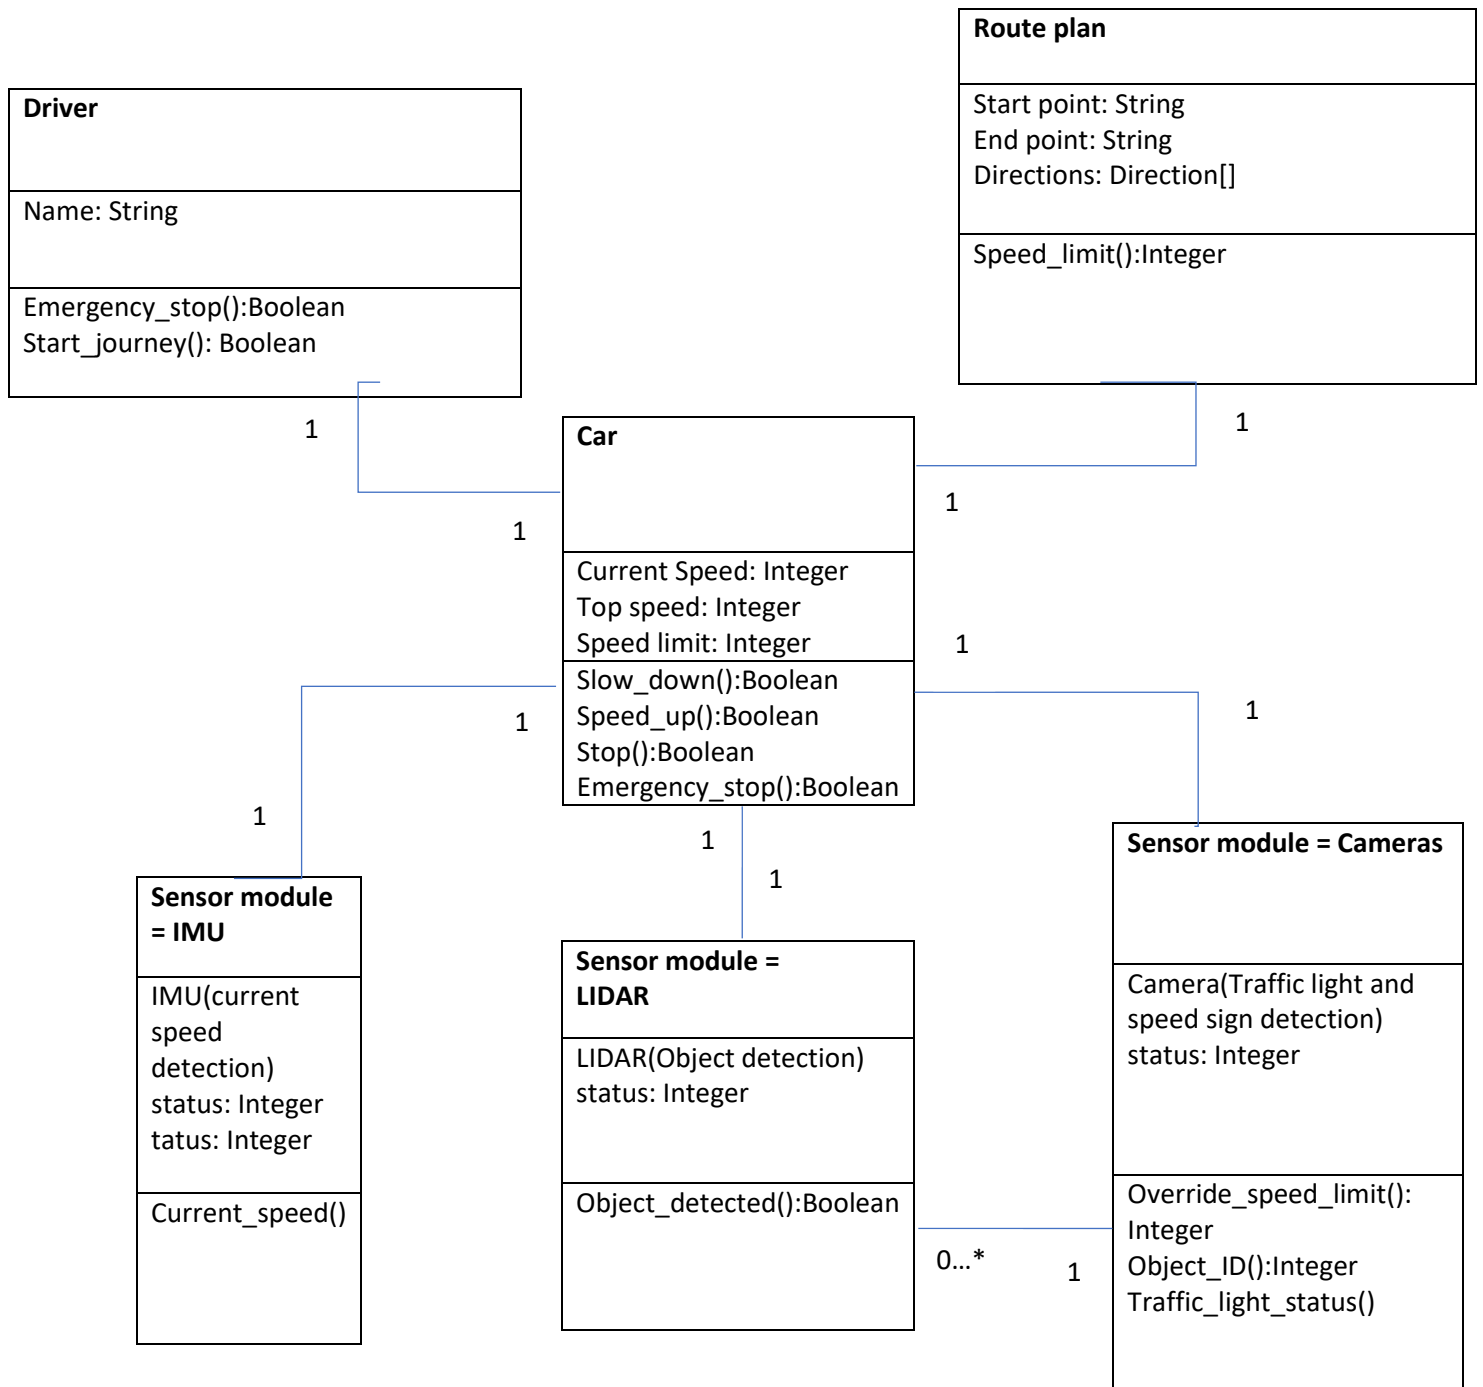 Route plan
Start point: String
End point: String
Directions: Direction[]
Speed_limit():Integer
Driver
Name: String
Emergency_stop():Boolean
Start_journey(): Boolean
1
1
1
1
Car
Current Speed: Integer
Top speed: Integer
Speed limit: Integer
Slow_down():Boolean
Speed_up():Boolean
Stop():Boolean
Emergency_stop():Boolean
1
1
1
1
1
1
Sensor module
= IMU
IMU(current
speed
detection)
status: Integer
tatus: Integer
Current_speed()
Sensor module =
LIDAR
LIDAR(Object detection)
status: Integer
Object_detected():Boolean
0...*
1
Sensor module = Cameras
Camera(Traffic light and
speed sign detection)
status: Integer
Override_speed_limit():
Integer
Object_ID():Integer
Traffic_light_status()